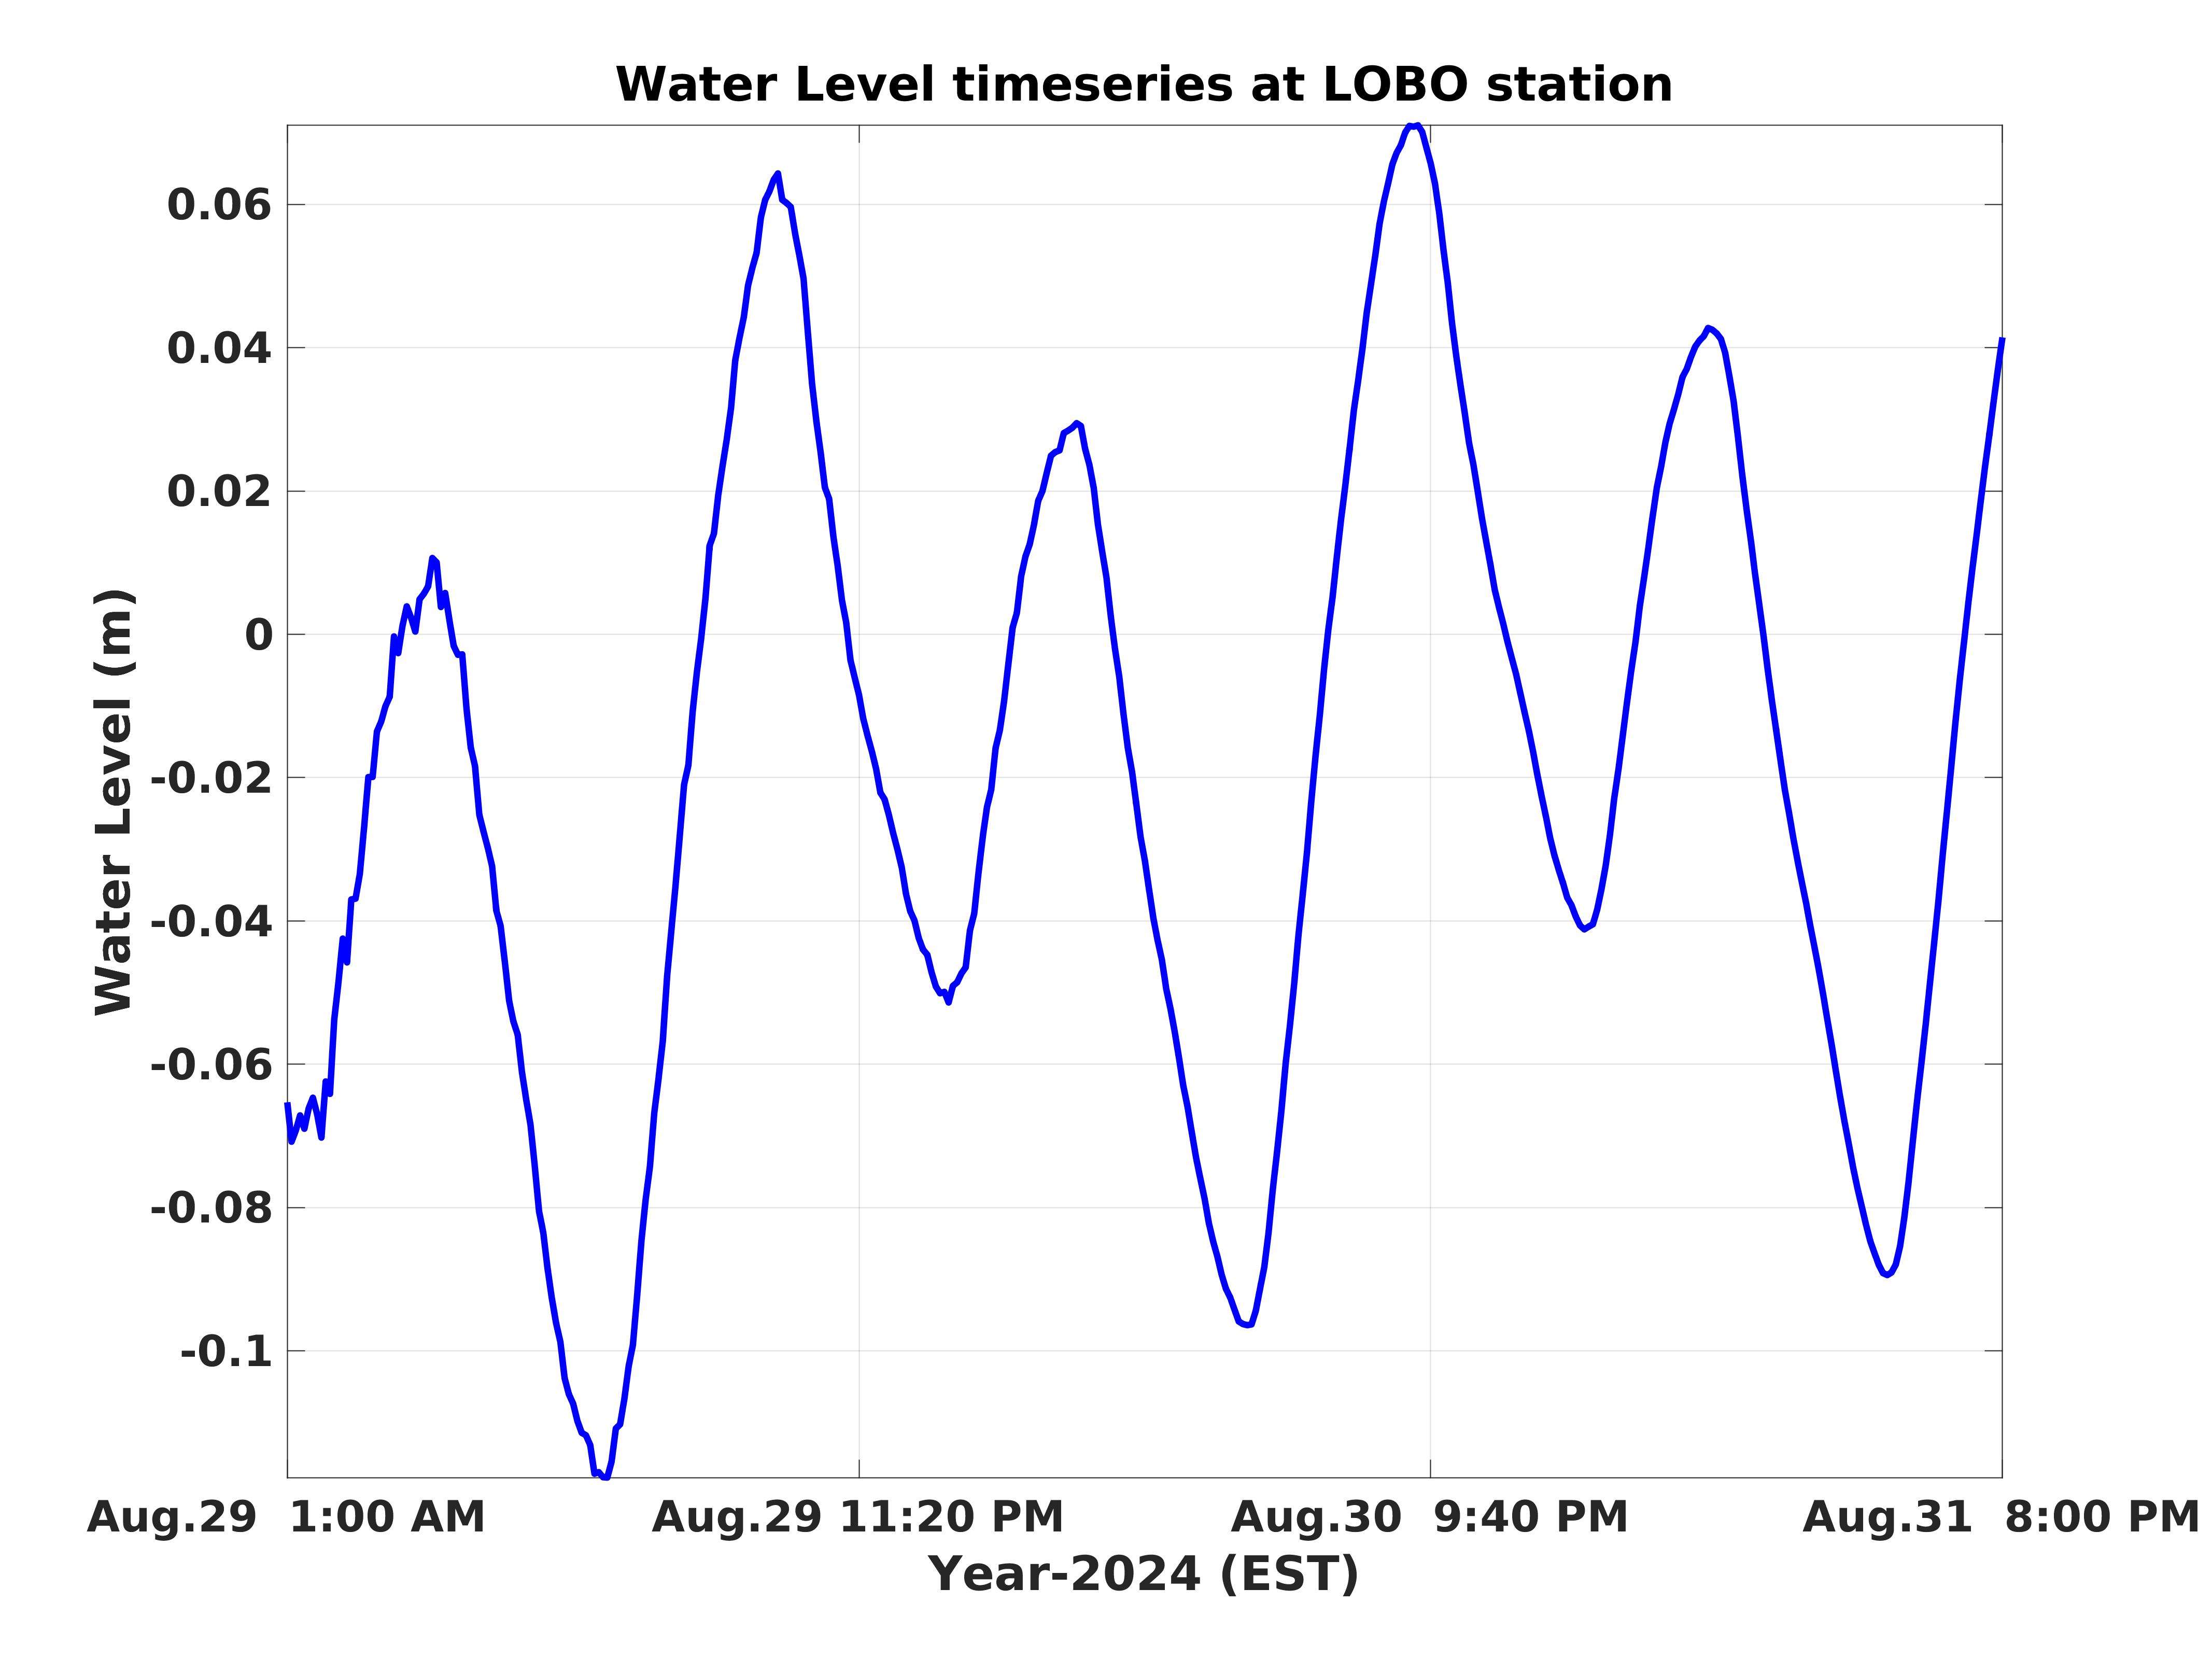 Water Level timeseries at LOBO station
0.06
0.04
0.02
0
-0.02
-0.04
-0.06
-0.08
-0.1
Water Level (m)
Aug.29  1:00 AM
Aug.29 11:20 PM
Aug.30  9:40 PM
Aug.31  8:00 PM
Year-2024 (EST)